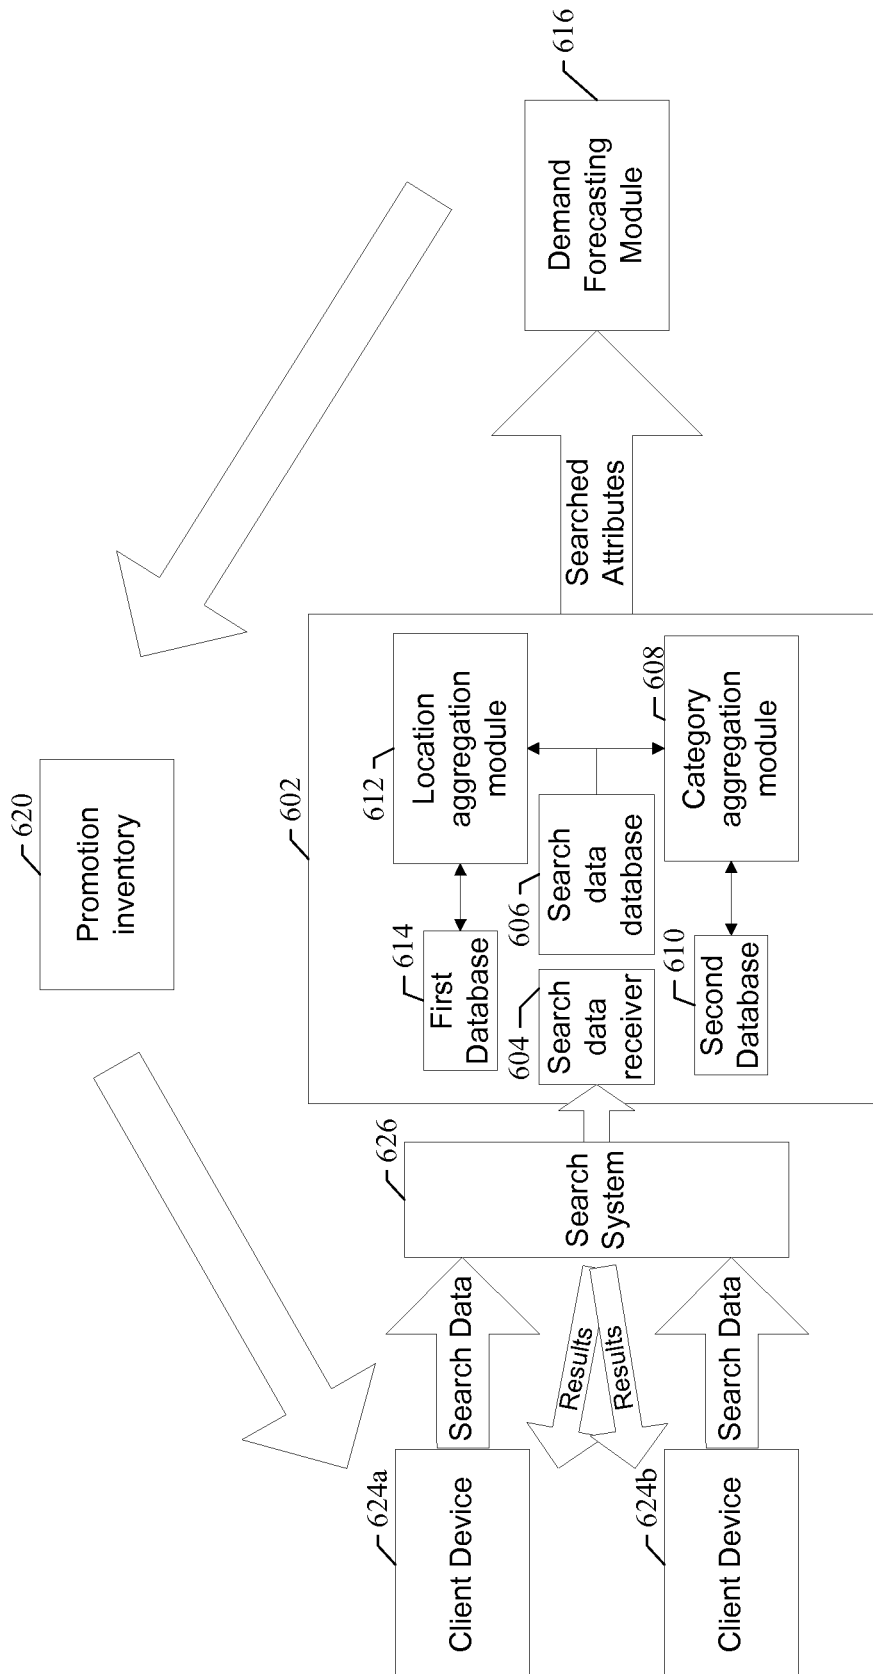 620
Promotion
inventory
624a
Client Device
624b
Client Device
Search Data
Search Data
Results
Results
626
Search
System
602
604
Search
data
receiver
606
Search
data
database
614
First
Database
612
Location
aggregation
module
610
Second
Database
608
Category
aggregation
module
Searched
Attributes
616
Demand
Forecasting
Module